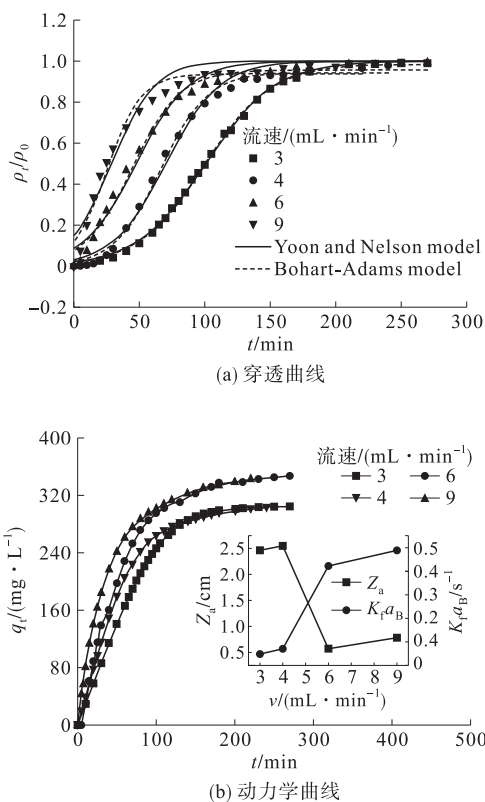 1.0
0.8
0.6
0.4
0.2
0
−0.2
ρt/ρ0
流速/(mL·min⁻¹)
3
4
6
9
Yoon and Nelson model
Bohart-Adams model
0 50 100 150 200 250 300
t/min
(a) 穿透曲线
400
320
240
160
80
0
qt/(mg·L⁻¹)
流速/(mL·min⁻¹)
3 6
4 9
2.5
2.0
1.5
1.0
0.5
Za/cm
Za
KfaB
0.5
0.4
0.3
0.2
0.4
0
KfaB/s⁻¹
3 4 5 6 7 8 9
v/(mL·min⁻¹)
0 100 200 300 400 500
t/min
(b) 动力学曲线